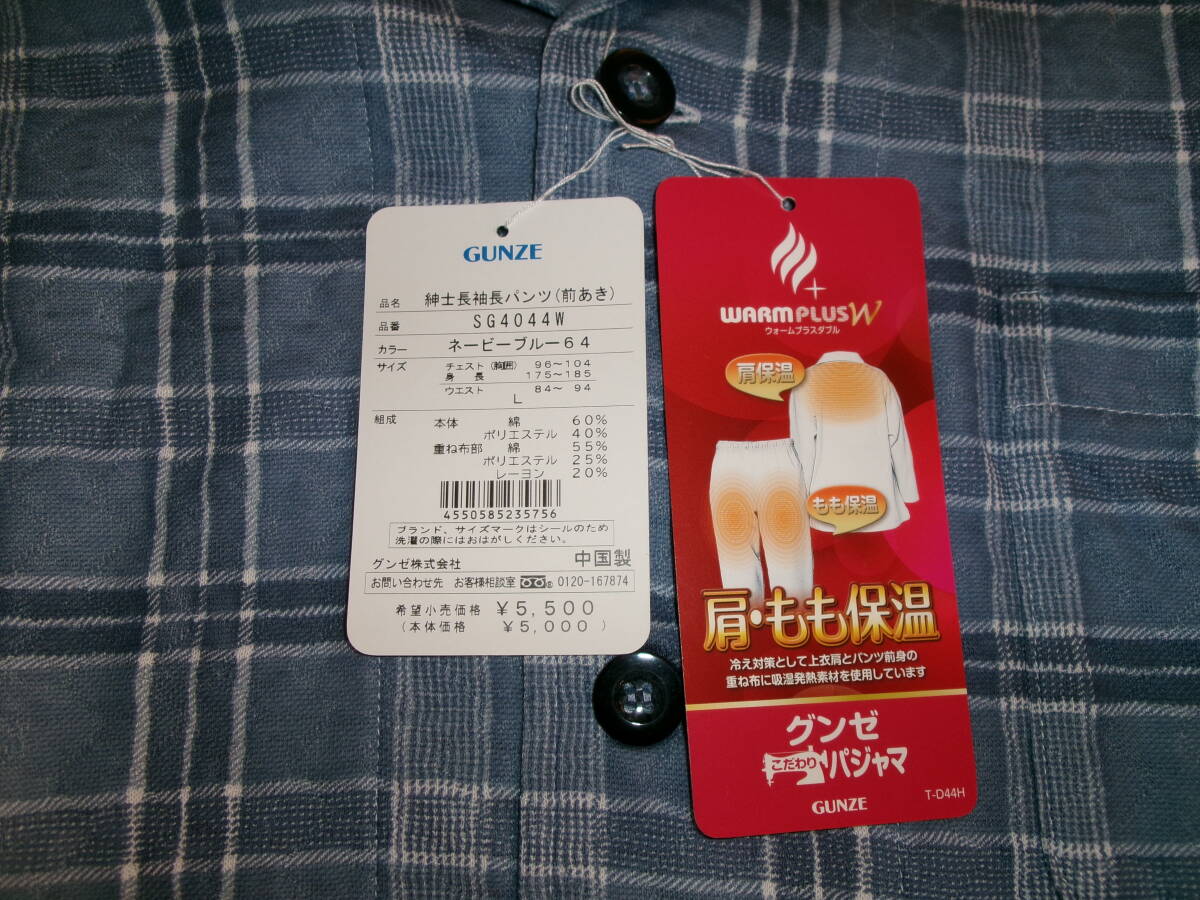 GUNZE
品名 紳士長袖長パンツ(前あき)
品番 SG4044W
カラー ネービーブルー64
サイズ チェスト(胸囲) 96〜104
身長 175〜185
ウエスト 84〜 94
L
組成 本体 綿 60%
ポリエステル 40%
重ね布部 綿 55%
ポリエステル 25%
レーヨン 20%
4550585235756
ブランド、サイズマークはシールのため
洗濯の際にはおはがしください。
グンゼ株式会社 中国製
お問い合わせ先 お客様相談室 0120-167874
希望小売価格 ¥5,500
(本体価格 ¥5,000)
WARMPLUSW
ウォームプラスダブル
肩保温
もも保温
肩・もも保温
冷え対策として上衣肩とパンツ前身の
重ね布に吸湿発熱素材を使用しています
グンゼ
こだわり パジャマ
GUNZE
T-D44H